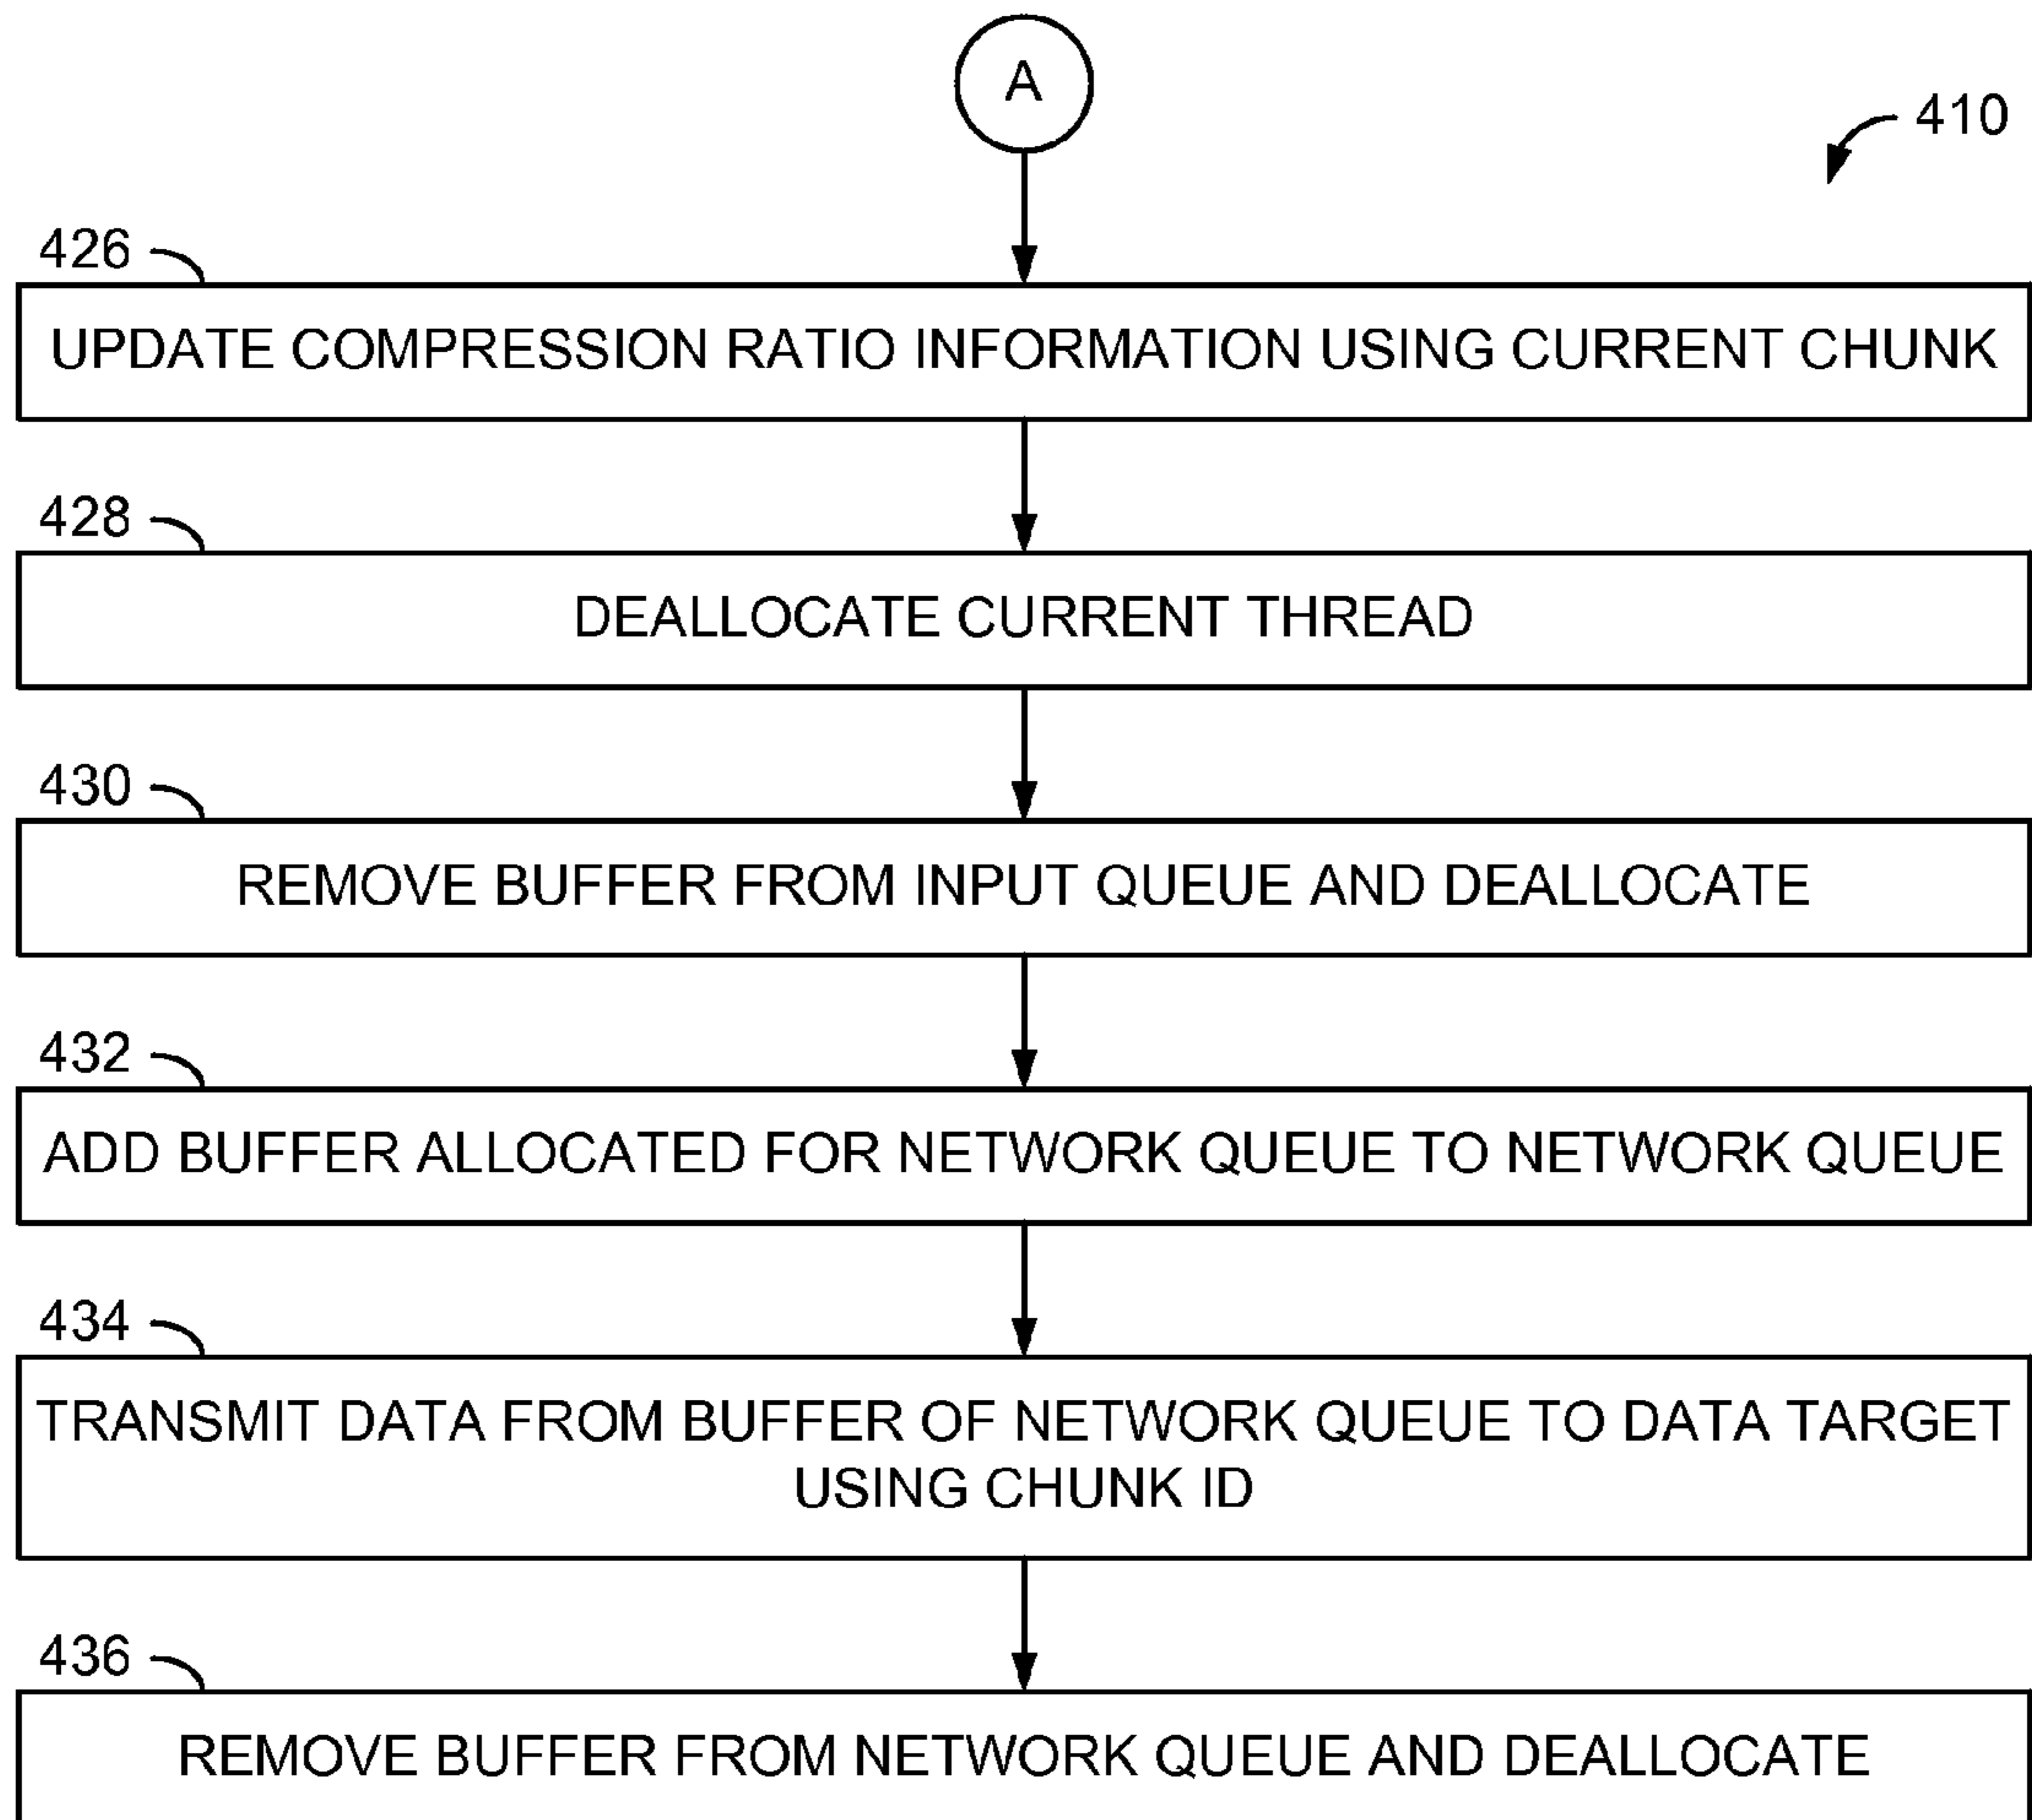 A
410
426
UPDATE COMPRESSION RATIO INFORMATION USING CURRENT CHUNK
428
DEALLOCATE CURRENT THREAD
430
REMOVE BUFFER FROM INPUT QUEUE AND DEALLOCATE
432
ADD BUFFER ALLOCATED FOR NETWORK QUEUE TO NETWORK QUEUE
434
TRANSMIT DATA FROM BUFFER OF NETWORK QUEUE TO DATA TARGET
USING CHUNK ID
436
REMOVE BUFFER FROM NETWORK QUEUE AND DEALLOCATE